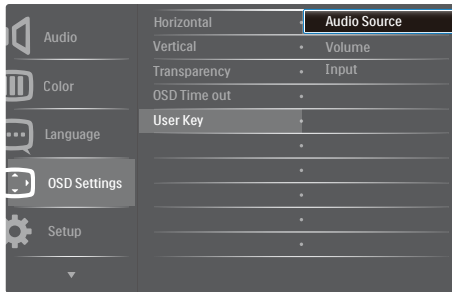 Audio
Color
Language
OSD Settings
Setup
Horizontal
Vertical
Transparency
OSD Time out
User Key
Audio Source
Volume
Input